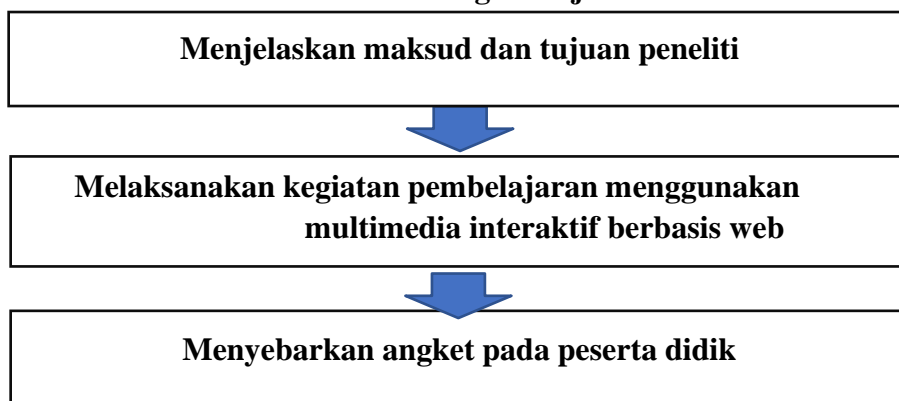 Menjelaskan maksud dan tujuan peneliti
Melaksanakan kegiatan pembelajaran menggunakan
multimedia interaktif berbasis web
Menyebarkan angket pada peserta didik